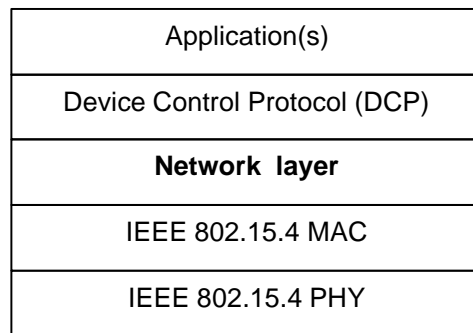 Application(s)
Device Control Protocol (DCP)
Network layer
IEEE 802.15.4 MAC
IEEE 802.15.4 PHY